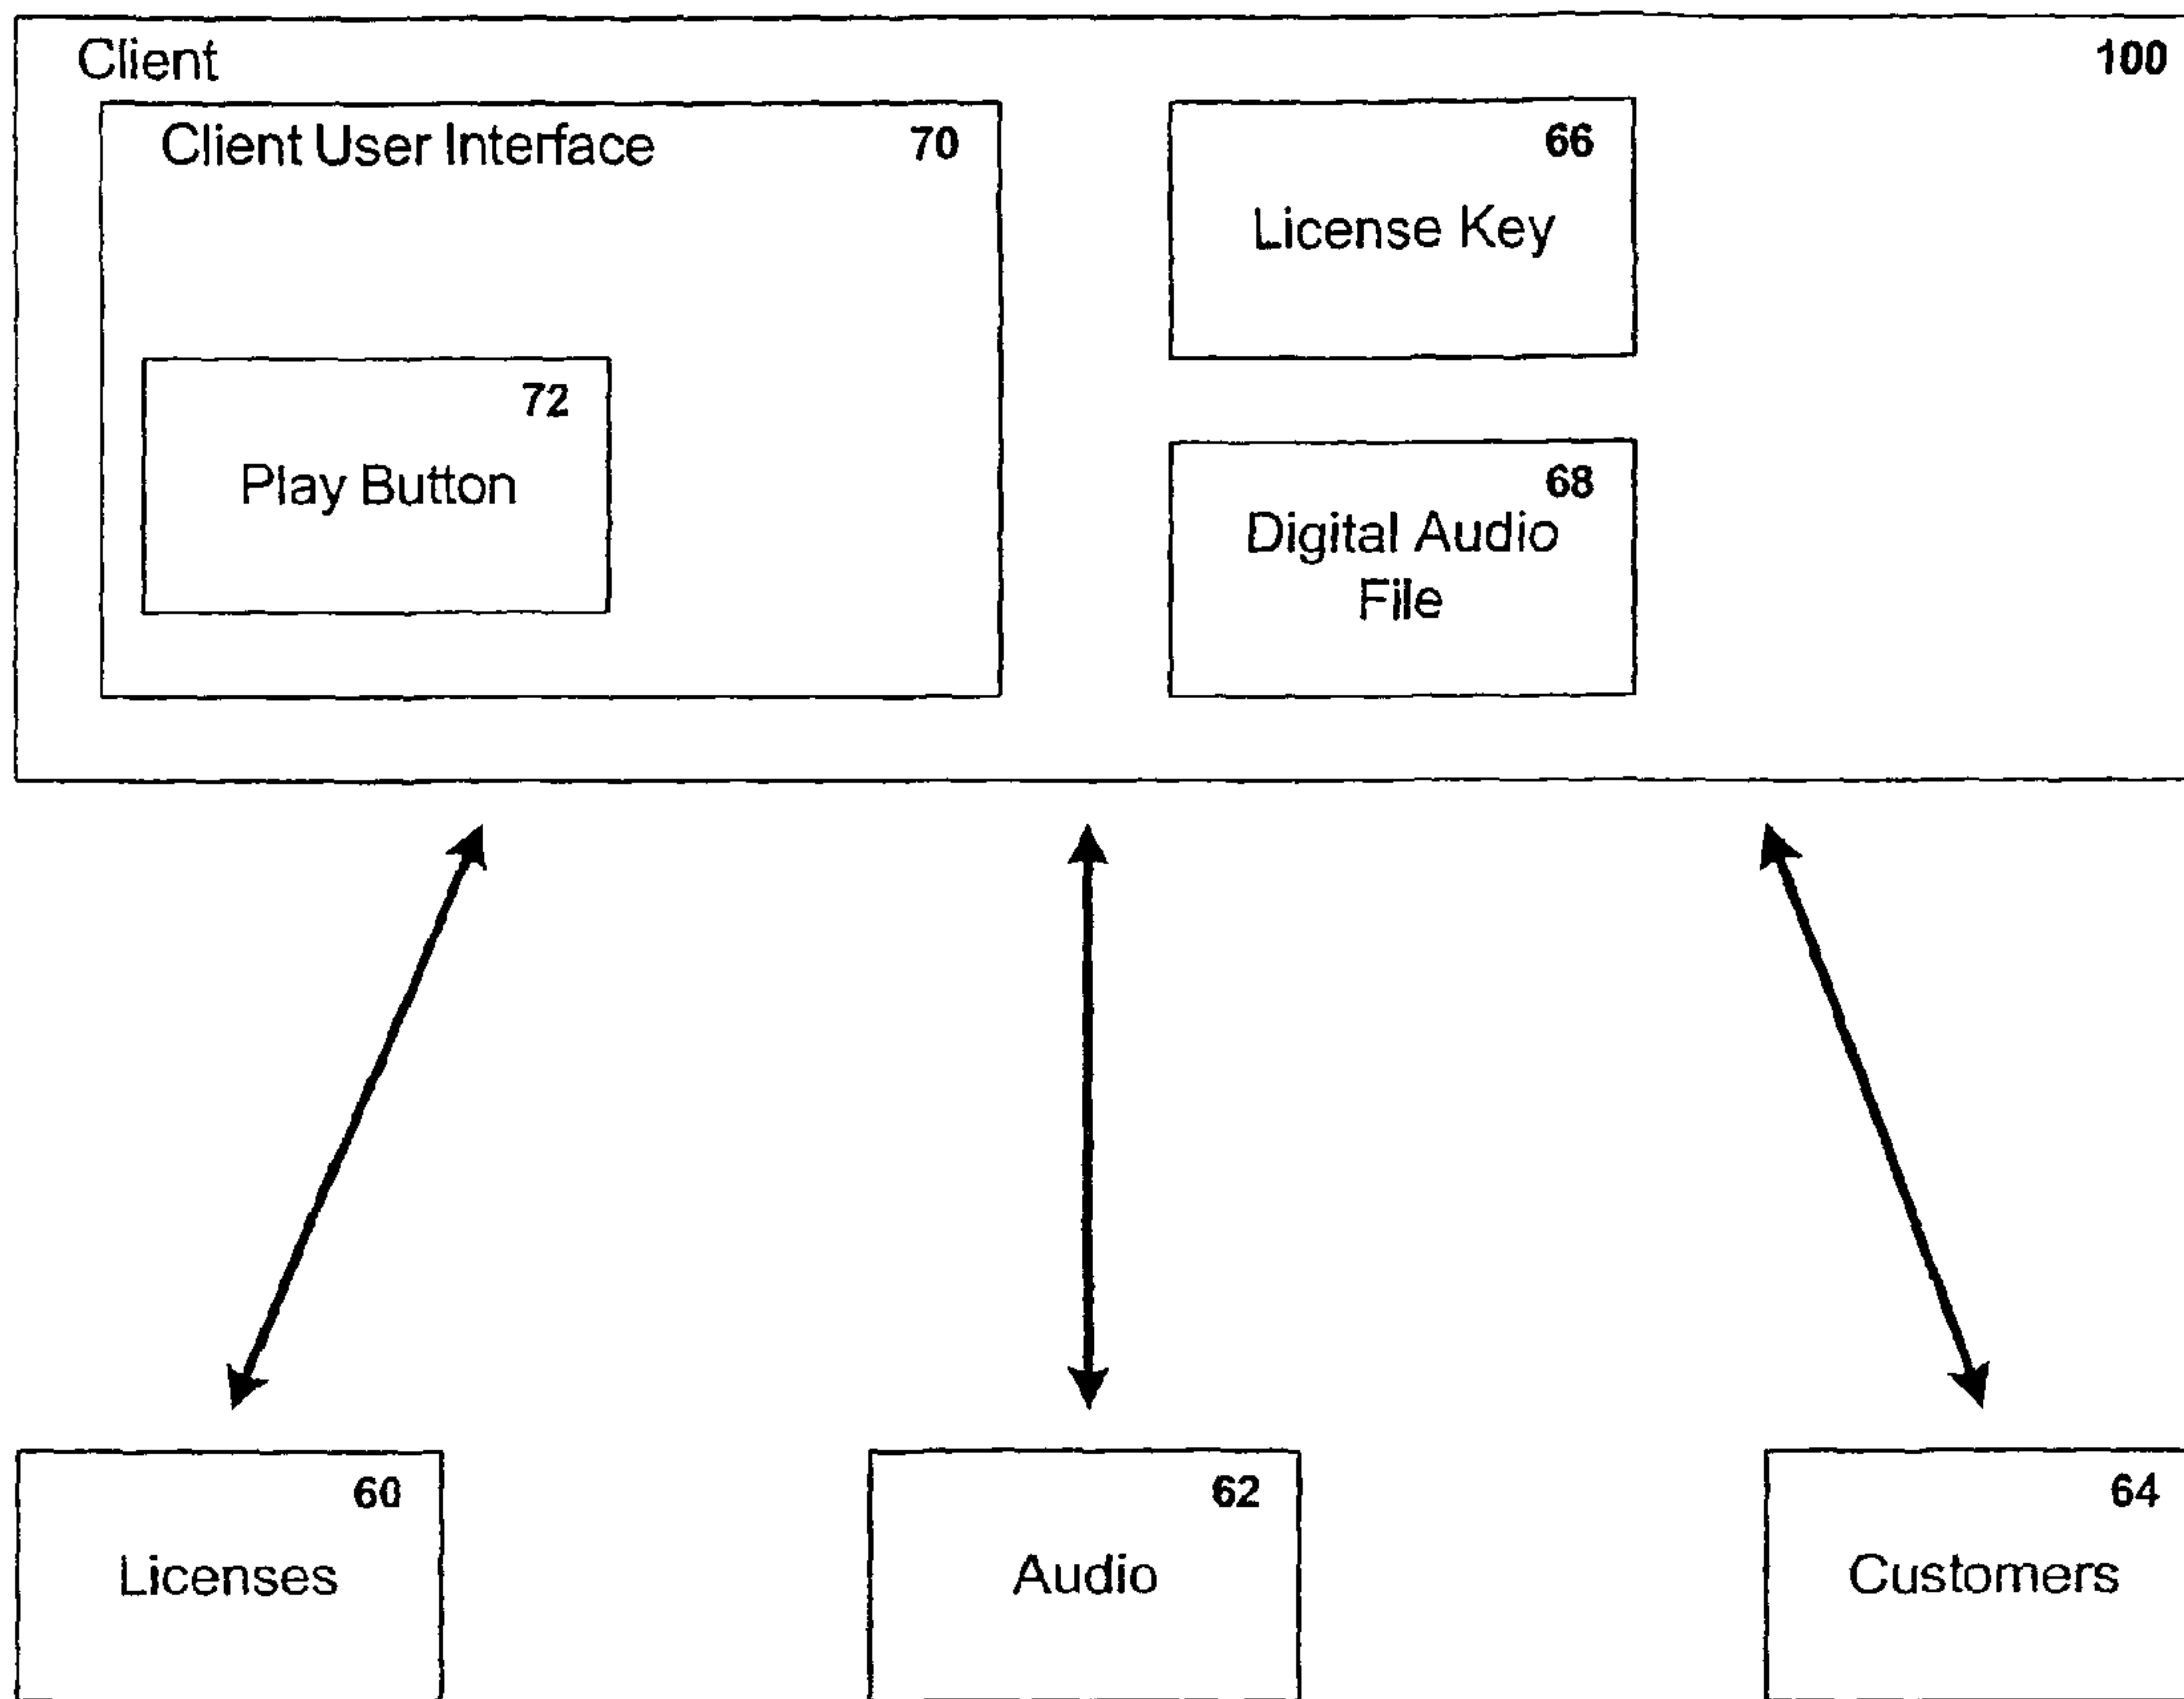 Client 100
Client User Interface 70
66
License Key
72
Play Button
68
Digital Audio
File
60
Licenses
62
Audio
64
Customers